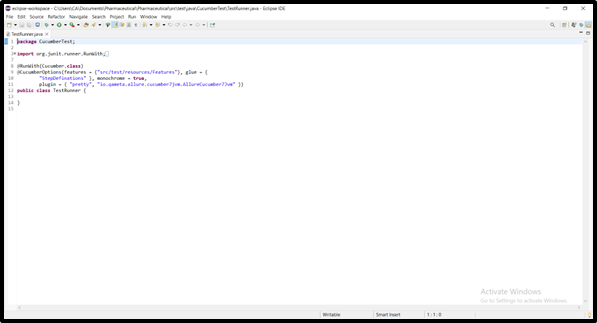 eclipse-workspace - C:\Users\CA\Documents\Pharmaceutical\Pharmaceutical\src\test\java\CucumberTest\TestRunner.java - Eclipse IDE
File Edit Source Refactor Navigate Search Project Run Window Help
TestRunner.java
1 package CucumberTest;
2
3 import org.junit.runner.RunWith;
7
8 @RunWith(Cucumber.class)
9 @CucumberOptions(features = {"src/test/resources/Features"}, glue = {
10 "StepDefinations" }, monochrome = true,
11 plugin = { "pretty", "io.qameta.allure.cucumber7jvm.AllureCucumber7Jvm" })
12 public class TestRunner {
13
14 }
15
Activate Windows
Go to Settings to activate Windows.
Writable Smart Insert 1 : 1 : 0